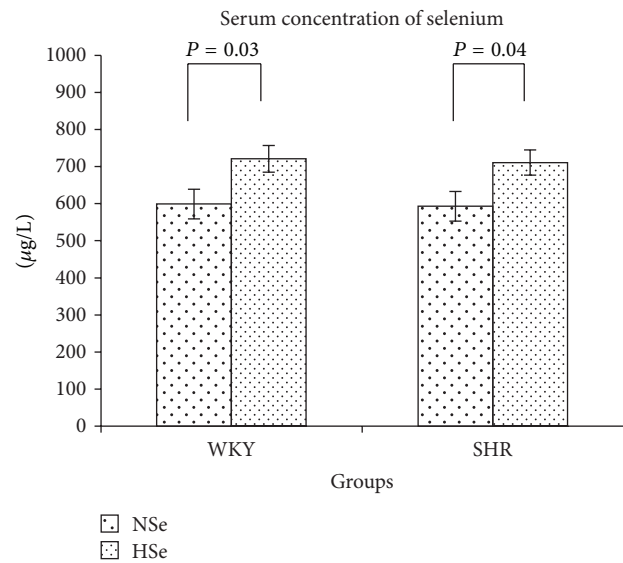 Serum concentration of selenium
1000
900
800
700
600
500
400
300
200
100
0
(μg/L)
P = 0.03
P = 0.04
WKY
SHR
Groups
NSe
HSe